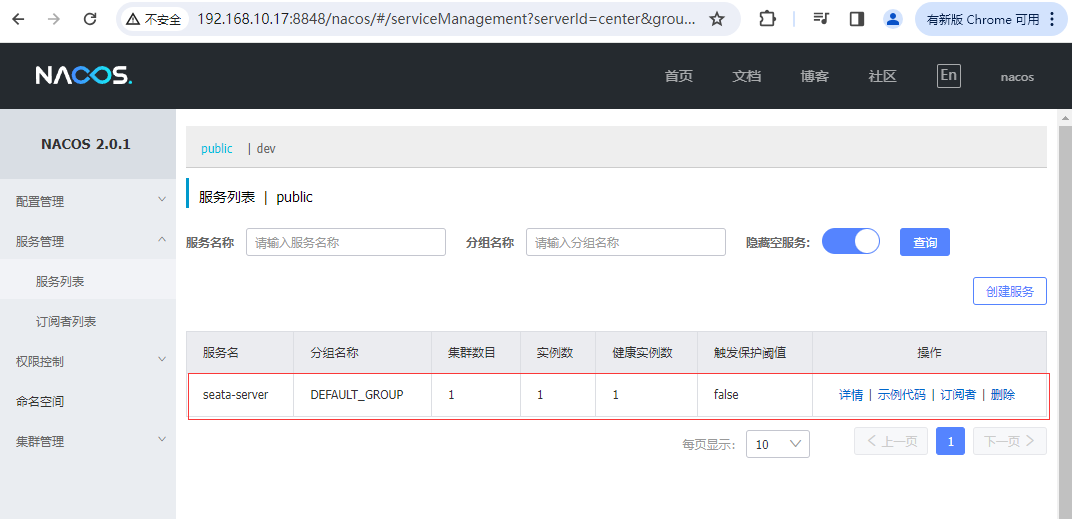 不安全 192.168.10.17:8848/nacos/#/serviceManagement?serverId=center&grou... 有新版 Chrome 可用
NACOS. 首页 文档 博客 社区 En nacos
NACOS 2.0.1
配置管理
服务管理
服务列表
订阅者列表
权限控制
命名空间
集群管理
public | dev
服务列表 | public
服务名称 请输入服务名称 分组名称 请输入分组名称 隐藏空服务: 查询
创建服务
服务名 分组名称 集群数目 实例数 健康实例数 触发保护阈值 操作
seata-server DEFAULT_GROUP 1 1 1 false 详情 | 示例代码 | 订阅者 | 删除
每页显示: 10 上一页 1 下一页